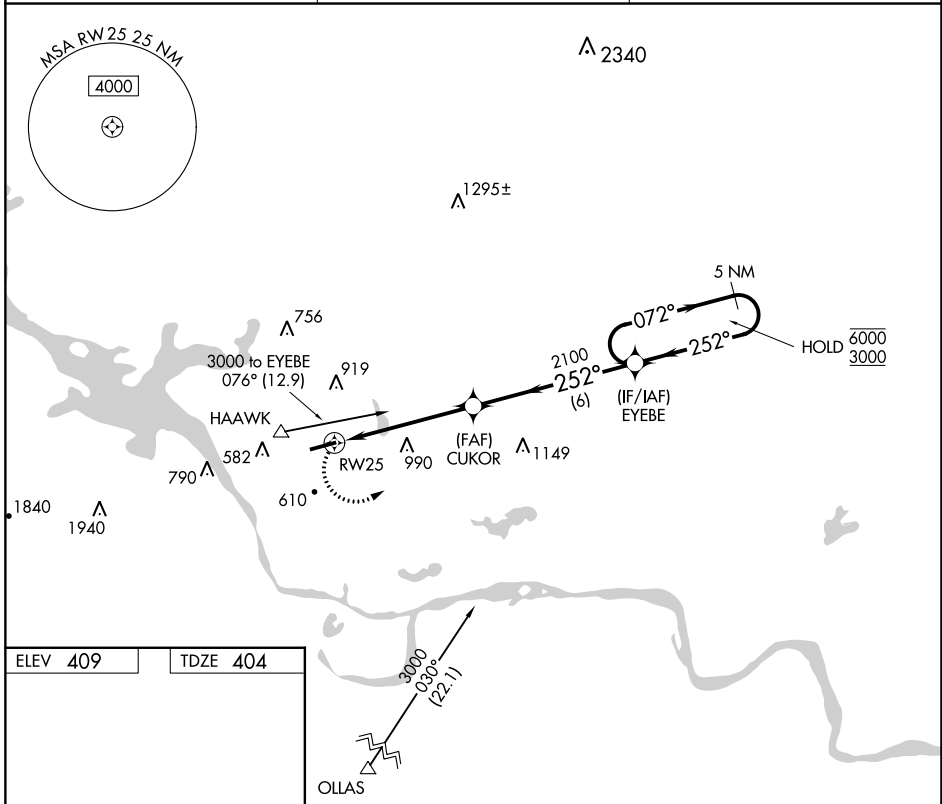 MSA RW25 25 NM
4000
2340
1295±
5 NM
072°
HOLD 6000
3000
252°
756
3000 to EYEBE
076° (12.9)
919
2100
252°
(6)
(IF/IAF)
EYEBE
HAAWK
(FAF)
CUKOR
582
RW25
990
1149
790
610
1840
1940
ELEV 409
TDZE 404
3000
030°
(22.1)
OLLAS